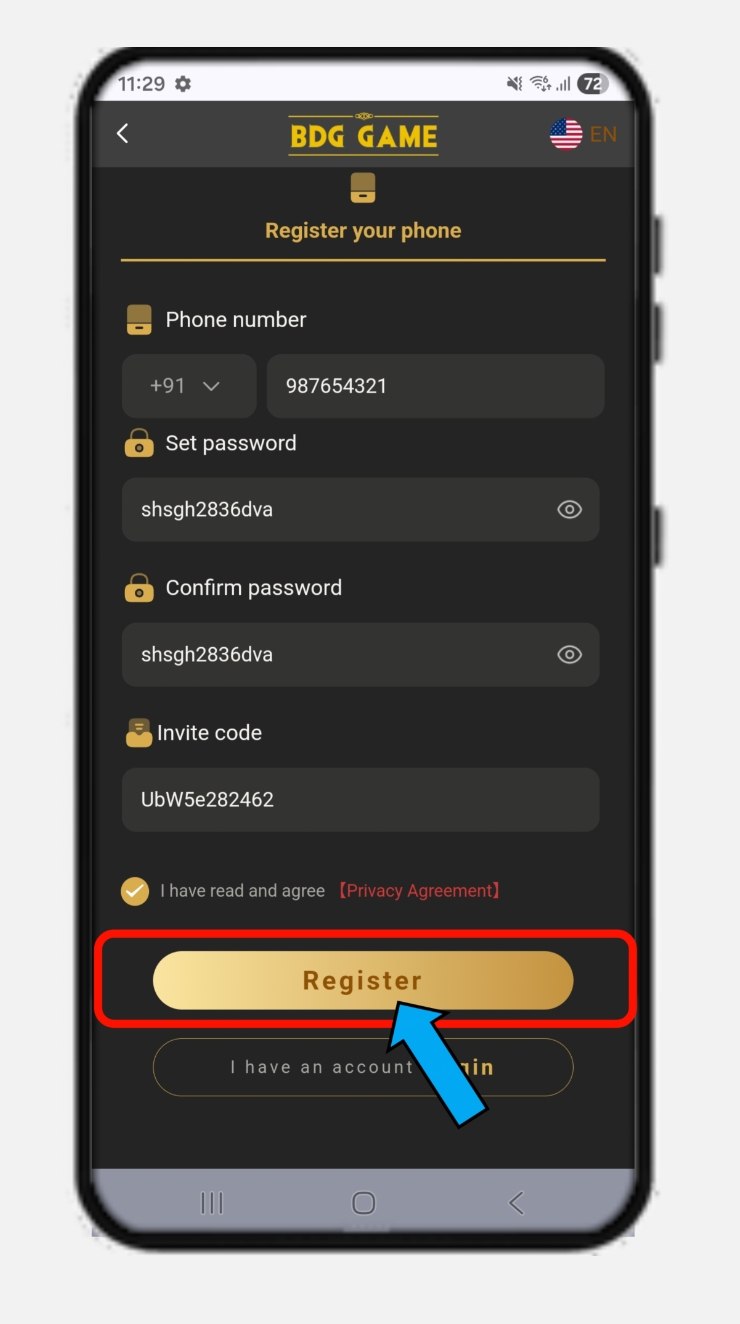 11:29
72
BDG GAME
EN
Register your phone
Phone number
+91
987654321
Set password
shsgh2836dva
Confirm password
shsgh2836dva
Invite code
UbW5e282462
I have read and agree 【Privacy Agreement】
Register
I have an account